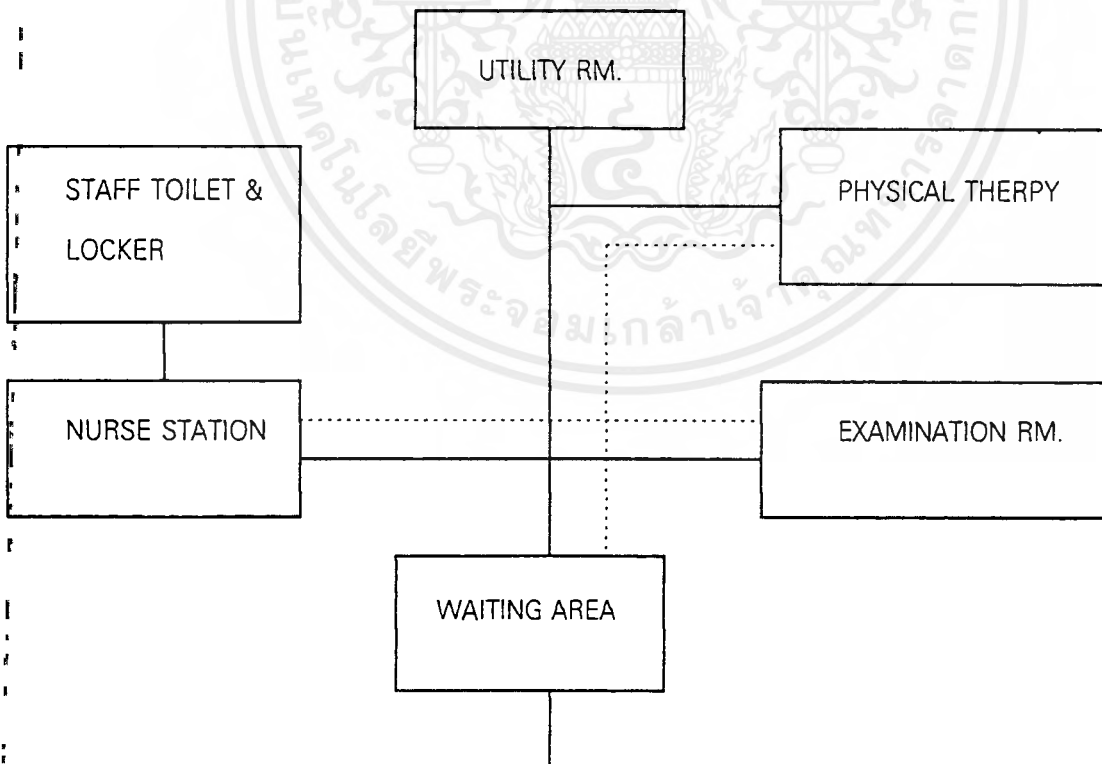 UTILITY RM.
STAFF TOILET &
LOCKER
PHYSICAL THERPY
NURSE STATION
EXAMINATION RM.
WAITING AREA